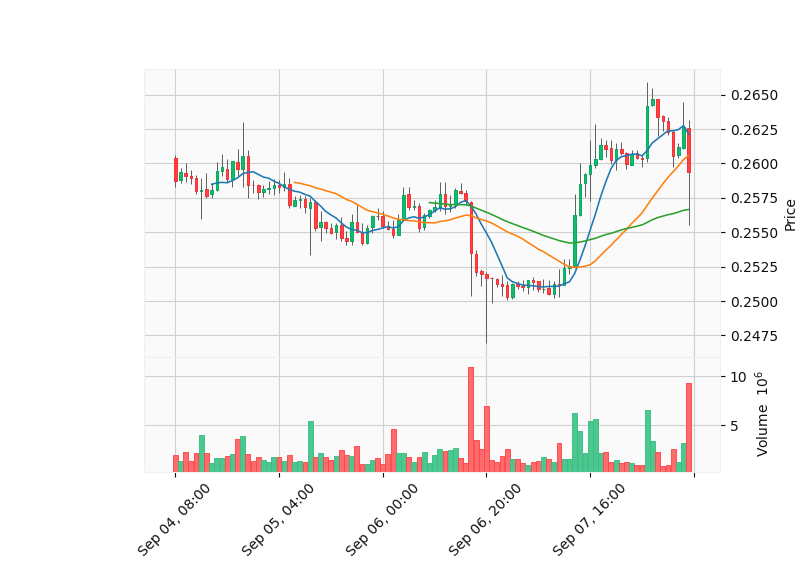 0.2650
0.2625
0.2600
0.2575
0.2550
0.2525
0.2500
0.2475
Price
10
5
Volume 10⁶
Sep 04, 08:00
Sep 05, 04:00
Sep 06, 00:00
Sep 06, 20:00
Sep 07, 16:00